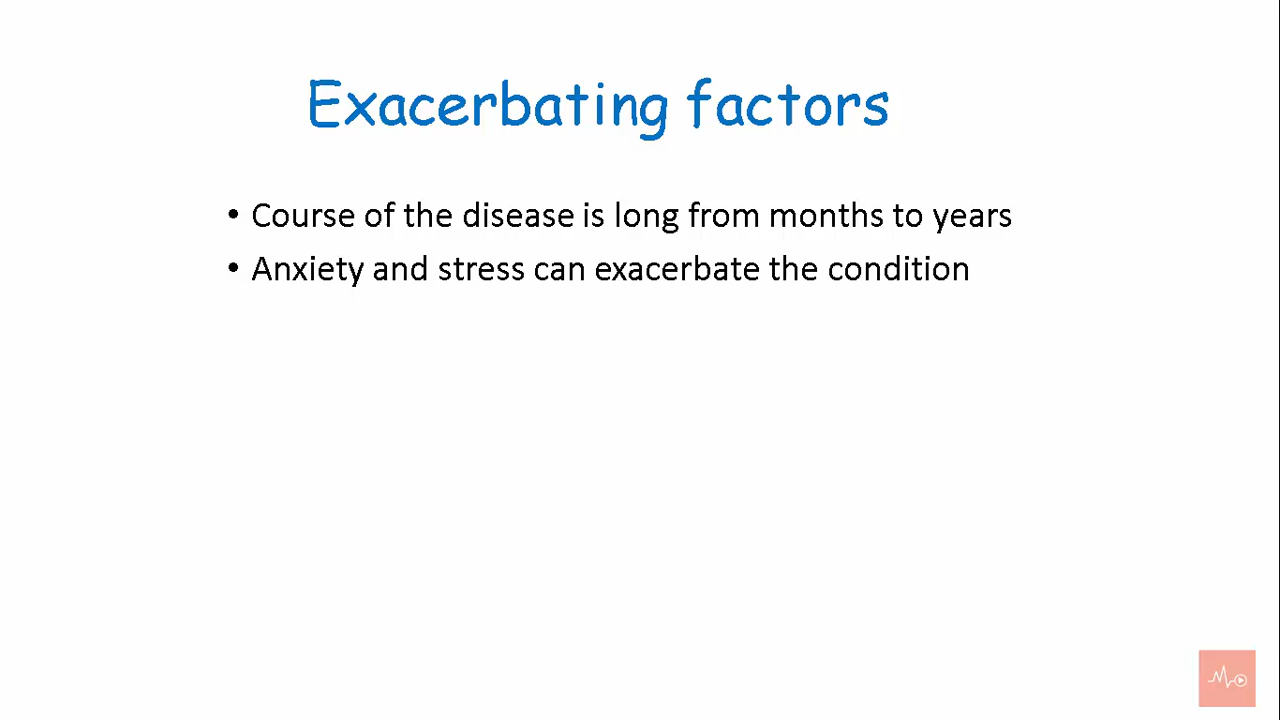 Exacerbating factors
• Course of the disease is long from months to years
• Anxiety and stress can exacerbate the condition